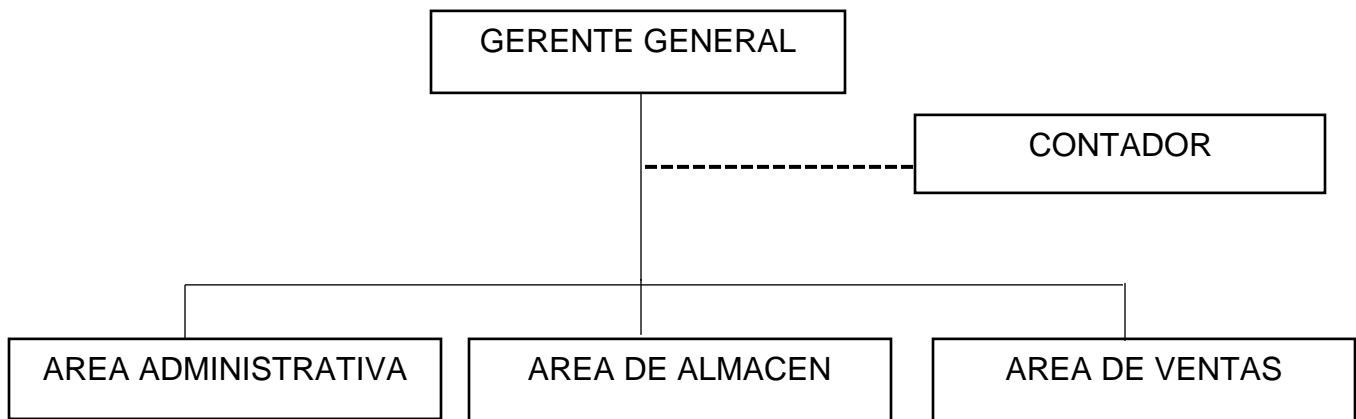 GERENTE GENERAL
CONTADOR
AREA ADMINISTRATIVA
AREA DE ALMACEN
AREA DE VENTAS